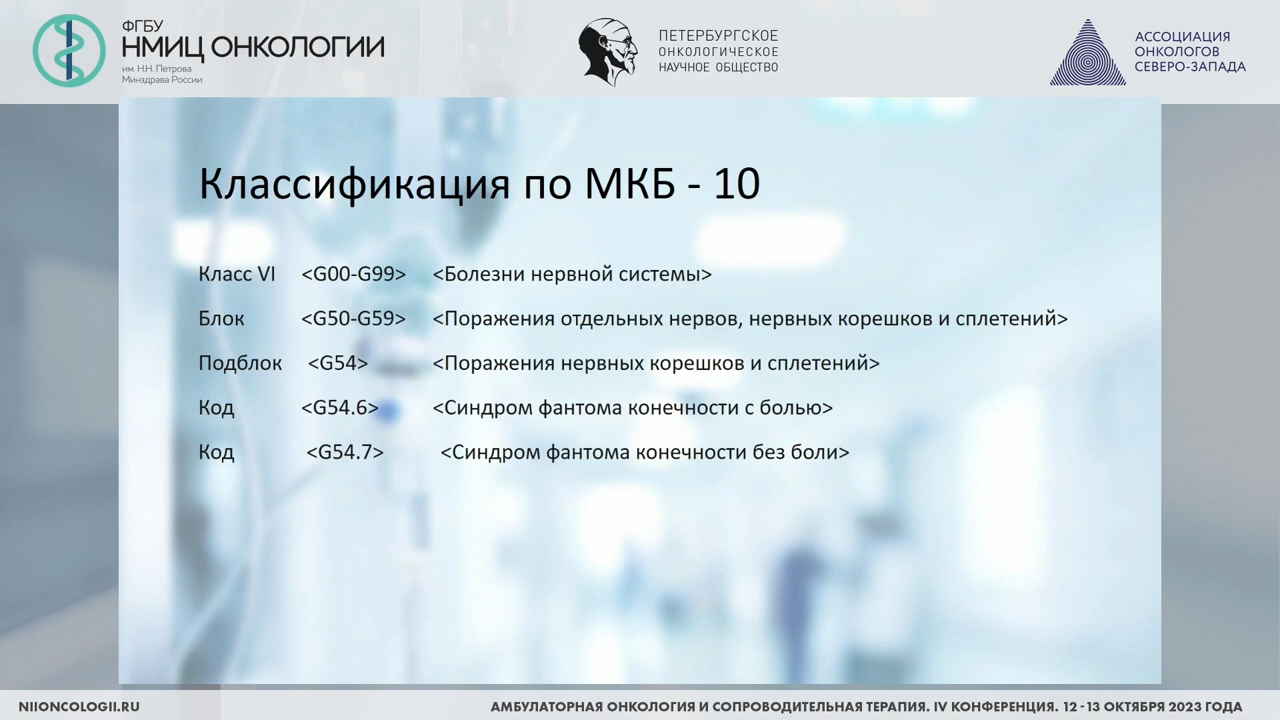 ФГБУ
НМИЦ ОНКОЛОГИИ
им. Н.Н. Петрова
Минздрава России
ПЕТЕРБУРГСКОЕ
ОНКОЛОГИЧЕСКОЕ
НАУЧНОЕ ОБЩЕСТВО
АССОЦИАЦИЯ
ОНКОЛОГОВ
СЕВЕРО-ЗАПАДА
Классификация по МКБ - 10
Класс VI <G00-G99> <Болезни нервной системы>
Блок <G50-G59> <Поражения отдельных нервов, нервных корешков и сплетений>
Подблок <G54> <Поражения нервных корешков и сплетений>
Код <G54.6> <Синдром фантома конечности с болью>
Код <G54.7> <Синдром фантома конечности без боли>
NIIONCOLOGII.RU
АМБУЛАТОРНАЯ ОНКОЛОГИЯ И СОПРОВОДИТЕЛЬНАЯ ТЕРАПИЯ. IV КОНФЕРЕНЦИЯ. 12-13 ОКТЯБРЯ 2023 ГОДА